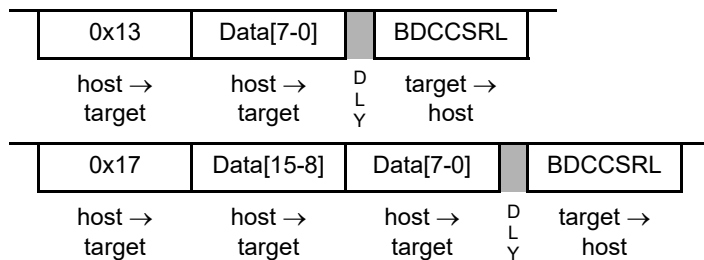 0x13 Data[7-0] BDCCSRL
host → host → D target →
target target L host
Y
0x17 Data[15-8] Data[7-0] BDCCSRL
host → host → host → D target →
target target target L host
Y